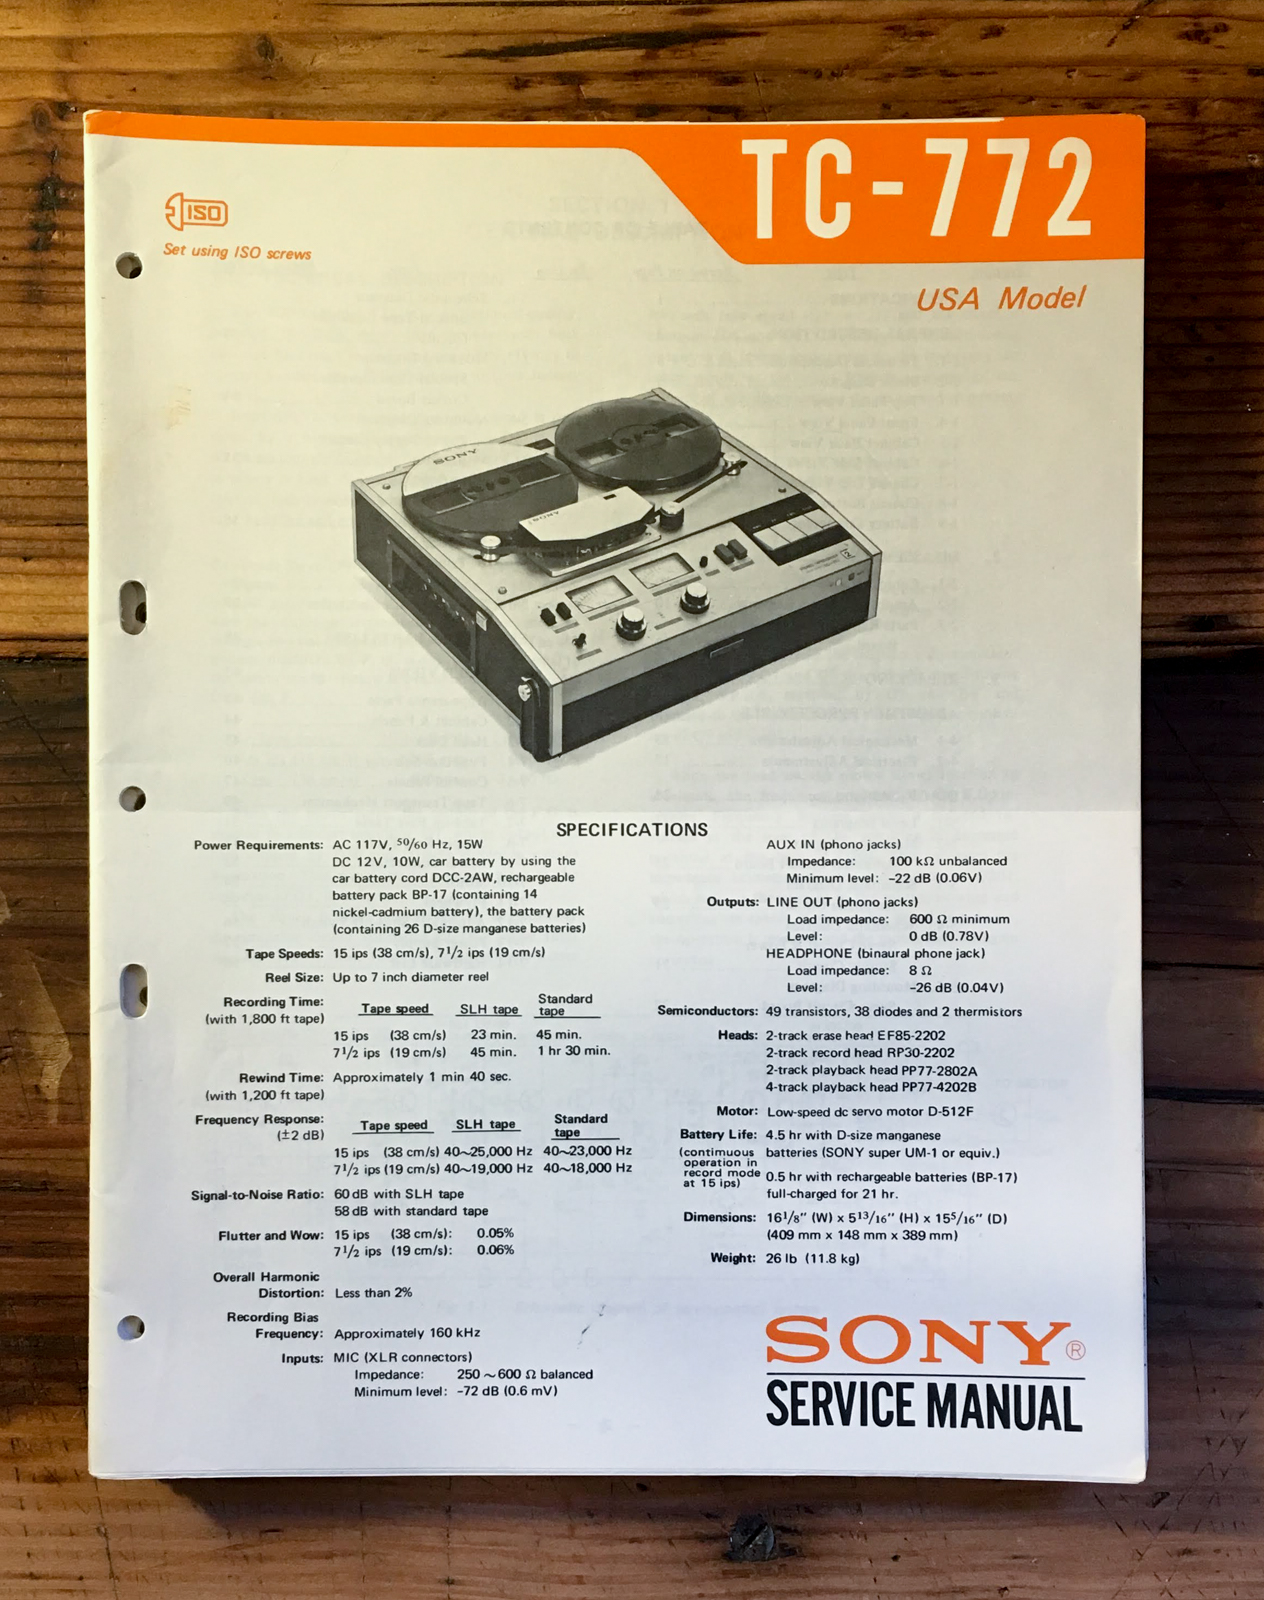 TC-772
ISO
Set using ISO screws
USA Model
SONY
SONY
SPECIFICATIONS
Power Requirements: AC 117V, 50/60 Hz, 15W
DC 12V, 10W, car battery by using the
car battery cord DCC-2AW, rechargeable
battery pack BP-17 (containing 14
nickel-cadmium battery), the battery pack
(containing 26 D-size manganese batteries)
Tape Speeds: 15 ips (38 cm/s), 7 1/2 ips (19 cm/s)
Reel Size: Up to 7 inch diameter reel
Recording Time:
(with 1,800 ft tape)
Tape speed SLH tape Standard tape
15 ips (38 cm/s) 23 min. 45 min.
7 1/2 ips (19 cm/s) 45 min. 1 hr 30 min.
Rewind Time: Approximately 1 min 40 sec.
(with 1,200 ft tape)
Frequency Response:
(±2 dB)
Tape speed SLH tape Standard tape
15 ips (38 cm/s) 40~25,000 Hz 40~23,000 Hz
7 1/2 ips (19 cm/s) 40~19,000 Hz 40~18,000 Hz
Signal-to-Noise Ratio: 60 dB with SLH tape
58 dB with standard tape
Flutter and Wow: 15 ips (38 cm/s): 0.05%
7 1/2 ips (19 cm/s): 0.06%
Overall Harmonic
Distortion: Less than 2%
Recording Bias
Frequency: Approximately 160 kHz
Inputs: MIC (XLR connectors)
Impedance: 250 ~ 600 Ω balanced
Minimum level: -72 dB (0.6 mV)
AUX IN (phono jacks)
Impedance: 100 kΩ unbalanced
Minimum level: -22 dB (0.06V)
Outputs: LINE OUT (phono jacks)
Load impedance: 600 Ω minimum
Level: 0 dB (0.78V)
HEADPHONE (binaural phone jack)
Load impedance: 8 Ω
Level: -26 dB (0.04V)
Semiconductors: 49 transistors, 38 diodes and 2 thermistors
Heads: 2-track erase head EF85-2202
2-track record head RP30-2202
2-track playback head PP77-2802A
4-track playback head PP77-4202B
Motor: Low-speed dc servo motor D-512F
Battery Life: 4.5 hr with D-size manganese
(continuous batteries (SONY super UM-1 or equiv.)
operation in
record mode 0.5 hr with rechargeable batteries (BP-17)
at 15 ips) full-charged for 21 hr.
Dimensions: 16 1/8" (W) x 5 13/16" (H) x 15 5/16" (D)
(409 mm x 148 mm x 389 mm)
Weight: 26 lb (11.8 kg)
SONY®
SERVICE MANUAL